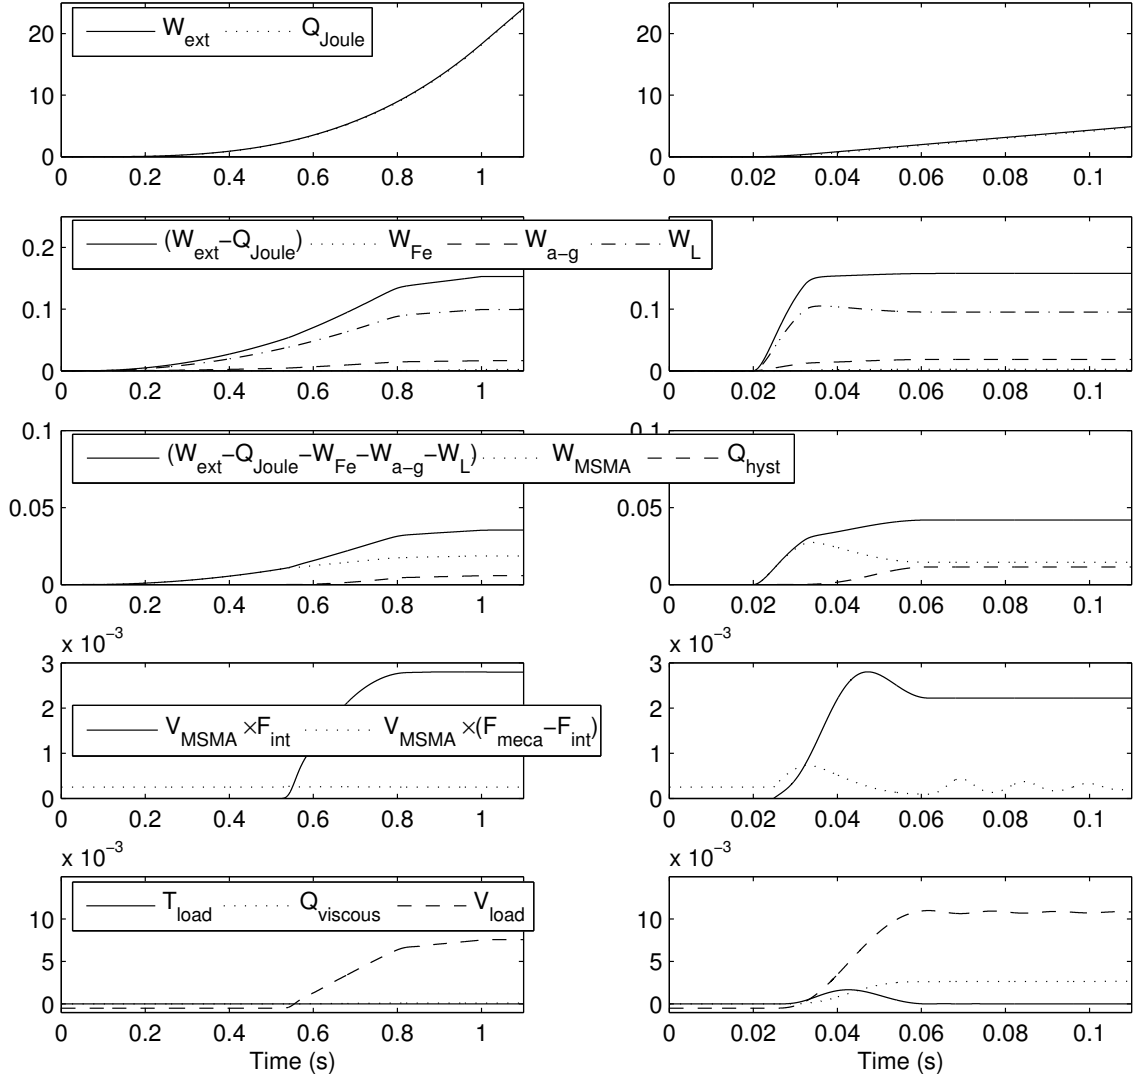 20
10
0
W_ext Q_Joule
0 0.2 0.4 0.6 0.8 1
20
10
0
0 0.02 0.04 0.06 0.08 0.1
0.2
0.1
0
(W_ext−Q_Joule) W_Fe W_a−g W_L
0 0.2 0.4 0.6 0.8 1
0.1
0
0 0.02 0.04 0.06 0.08 0.1
0.1
0.05
0
(W_ext−Q_Joule−W_Fe−W_a−g−W_L) W_MSMA Q_hyst
0 0.2 0.4 0.6 0.8 1
0.1
0.05
0
0 0.02 0.04 0.06 0.08 0.1
x 10^−3
3
2
1
0
V_MSMA ×F_int V_MSMA ×(F_meca−F_int)
0 0.2 0.4 0.6 0.8 1
x 10^−3
3
2
1
0
0 0.02 0.04 0.06 0.08 0.1
x 10^−3
10
5
0
T_load Q_viscous V_load
0 0.2 0.4 0.6 0.8 1
Time (s)
x 10^−3
10
5
0
0 0.02 0.04 0.06 0.08 0.1
Time (s)